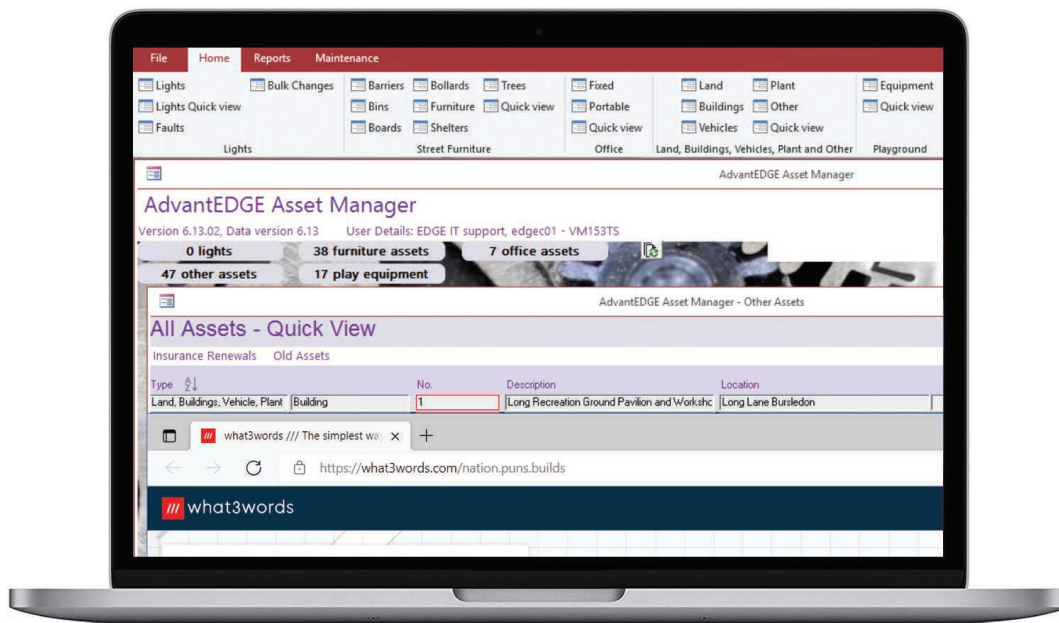 File Home Reports Maintenance
Lights Bulk Changes Barriers Bollards Trees Fixed Land Plant Equipment
Lights Quick view Bins Furniture Quick view Portable Buildings Other Quick view
Faults Boards Shelters Quick view Vehicles Quick view
Lights Street Furniture Office Land, Buildings, Vehicles, Plant and Other Playground
AdvantEDGE Asset Manager
AdvantEDGE Asset Manager
Version 6.13.02, Data version 6.13 User Details: EDGE IT support, edgec01 - VM153TS
0 lights 38 furniture assets 7 office assets
47 other assets 17 play equipment
AdvantEDGE Asset Manager - Other Assets
All Assets - Quick View
Insurance Renewals Old Assets
Type No. Description Location
Land, Buildings, Vehicle, Plant Building 1 Long Recreation Ground Pavilion and Worksho Long Lane Bursledon
what3words /// The simplest wa
https://what3words.com/nation.puns.builds
/// what3words